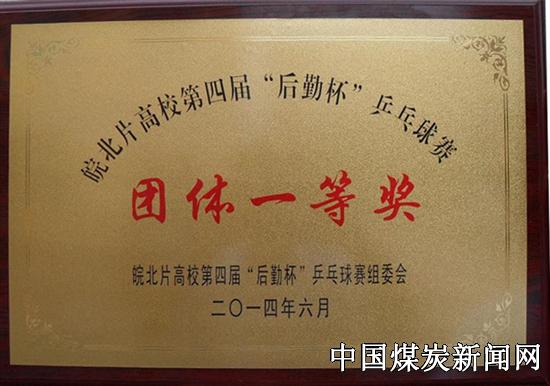 皖北片高校第四届“后勤杯”乒乓球赛
团体一等奖
皖北片高校第四届“后勤杯”乒乓球赛组委会
二〇一四年六月
中国煤炭新闻网